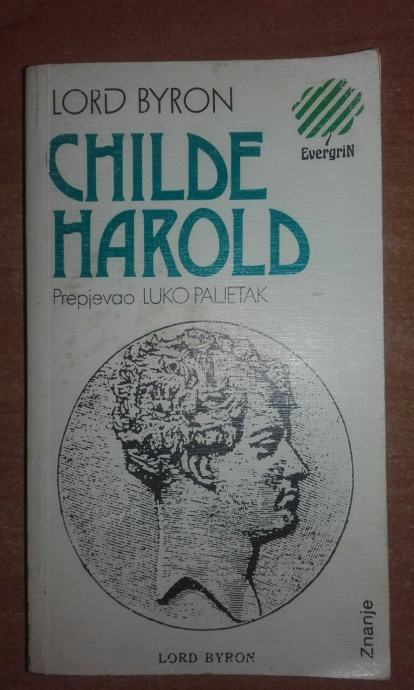 LORD BYRON
EvergriN
CHILDE
HAROLD
Prepjevao LUKO PALJETAK
LORD BYRON
Znanje